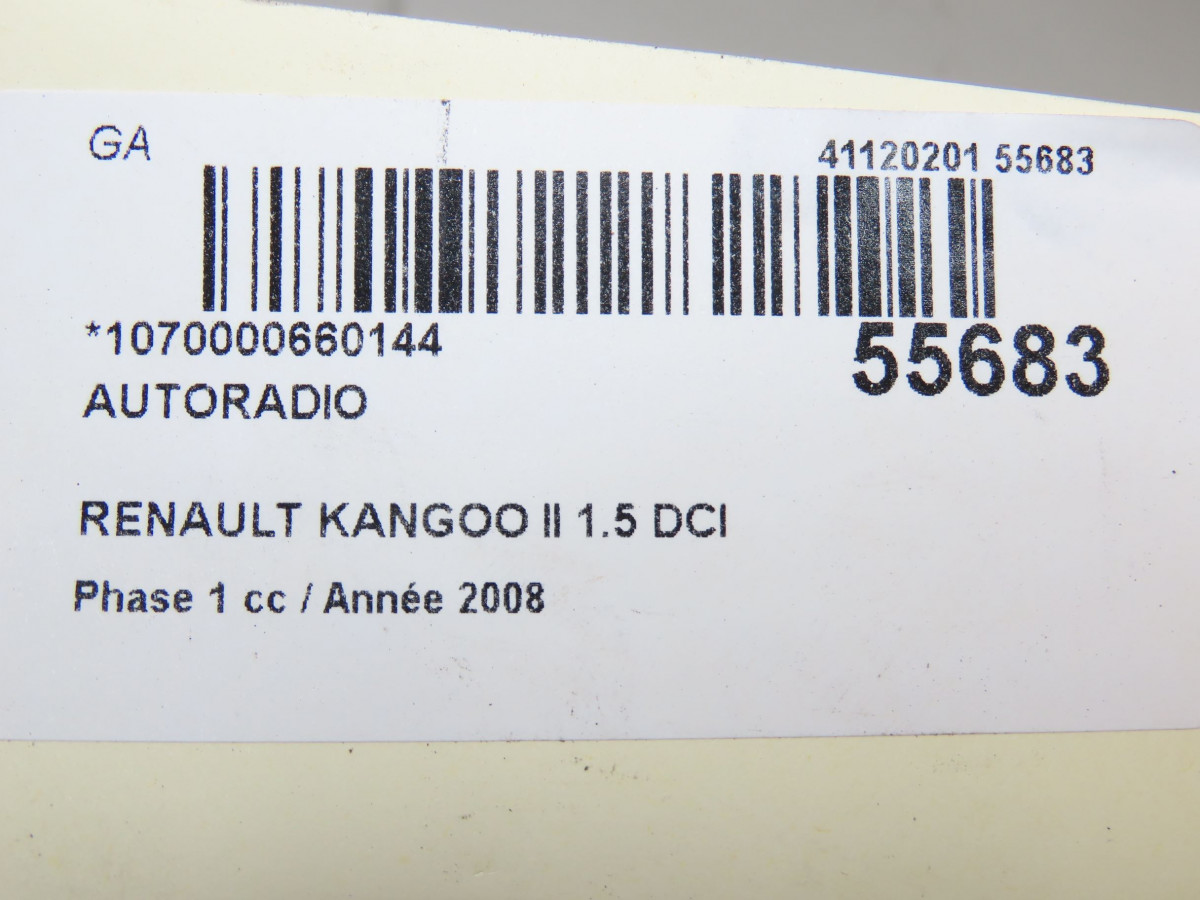 GA
41120201 55683
*1070000660144
55683
AUTORADIO
RENAULT KANGOO II 1.5 DCI
Phase 1 cc / Année 2008